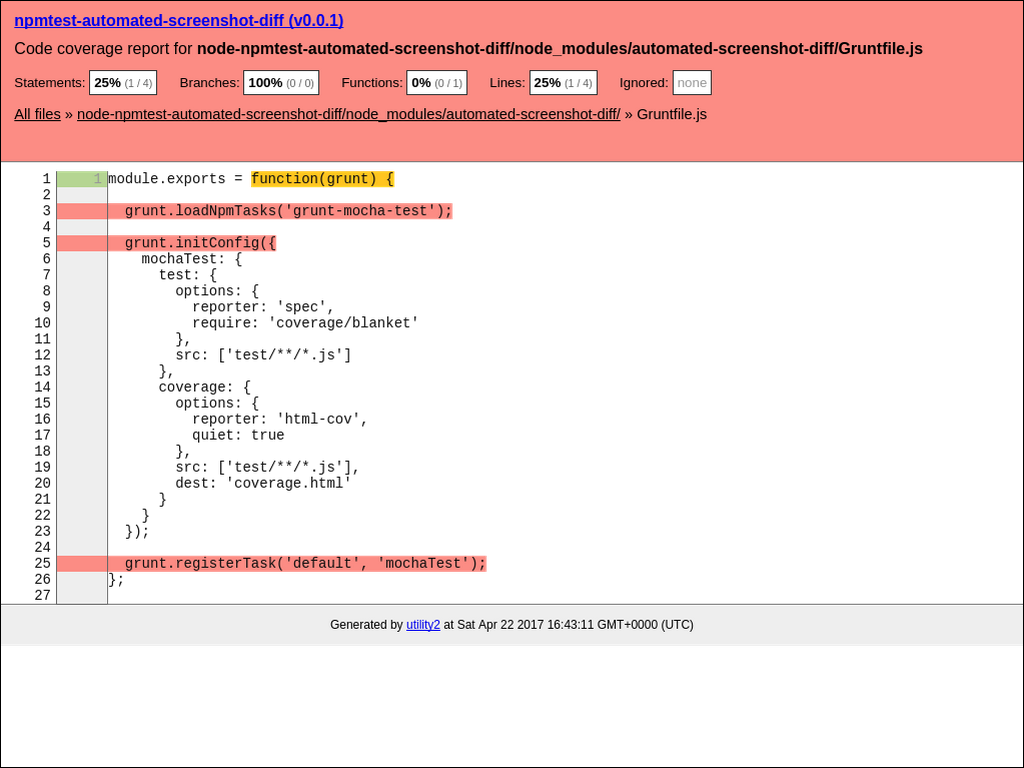 npmtest-automated-screenshot-diff (v0.0.1)
Code coverage report for node-npmtest-automated-screenshot-diff/node_modules/automated-screenshot-diff/Gruntfile.js
Statements: 25% (1 / 4) Branches: 100% (0 / 0) Functions: 0% (0 / 1) Lines: 25% (1 / 4) Ignored: none
All files » node-npmtest-automated-screenshot-diff/node_modules/automated-screenshot-diff/ » Gruntfile.js
1 1 module.exports = function(grunt) {
2
3   grunt.loadNpmTasks('grunt-mocha-test');
4
5   grunt.initConfig({
6     mochaTest: {
7       test: {
8         options: {
9           reporter: 'spec',
10           require: 'coverage/blanket'
11         },
12         src: ['test/**/*.js']
13       },
14       coverage: {
15         options: {
16           reporter: 'html-cov',
17           quiet: true
18         },
19         src: ['test/**/*.js'],
20         dest: 'coverage.html'
21       }
22     }
23   });
24
25   grunt.registerTask('default', 'mochaTest');
26 };
27
Generated by utility2 at Sat Apr 22 2017 16:43:11 GMT+0000 (UTC)